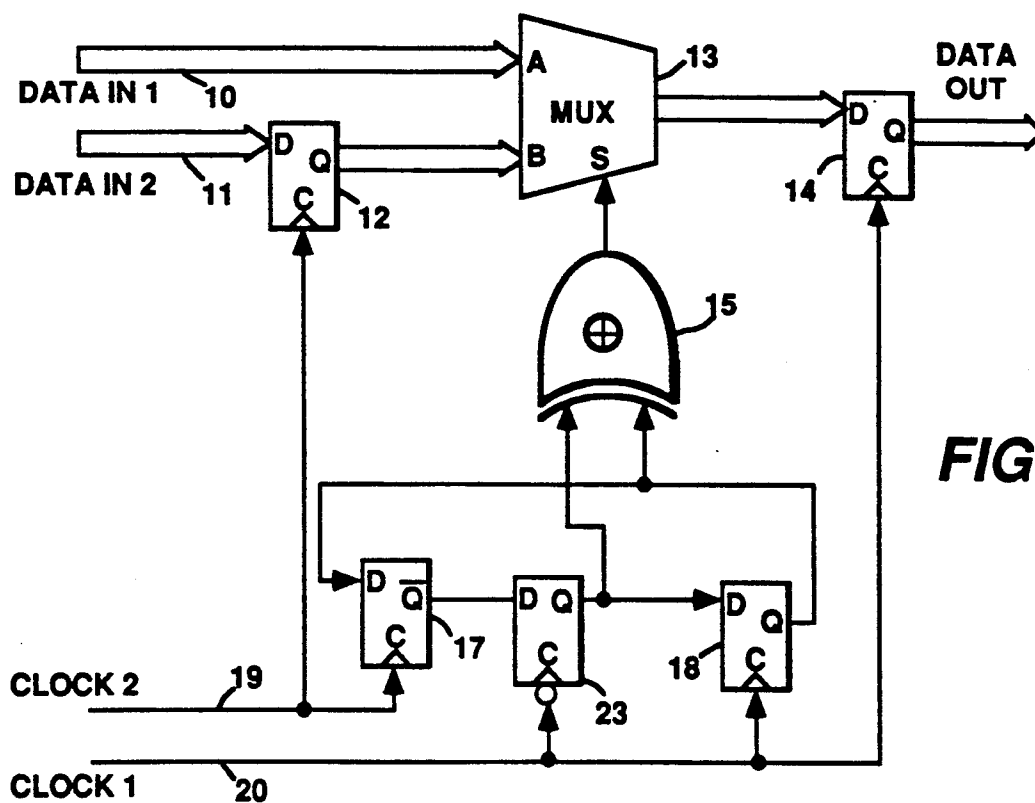 DATA IN 1
10
A
MUX
13
DATA OUT
DATA IN 2
11
D
Q
C
12
B
S
D
Q
C
14
15
FIG
D
Q̅
C
17
D
Q
C
23
D
Q
C
18
CLOCK 2
19
CLOCK 1
20